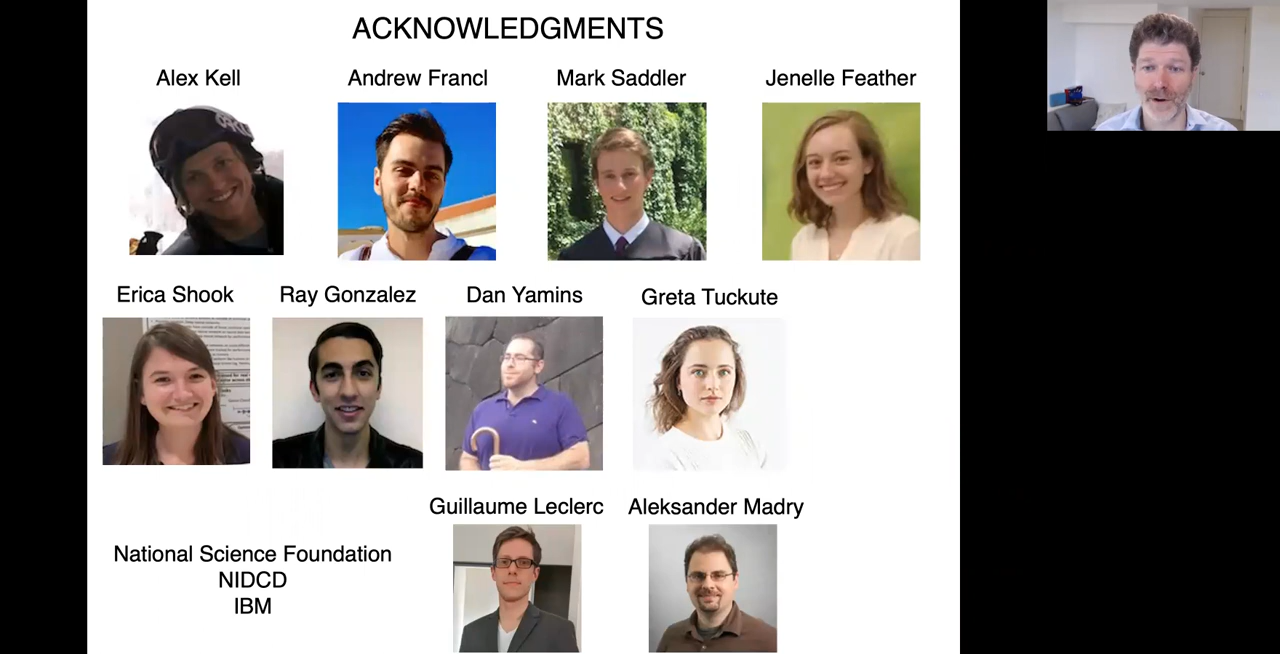 ACKNOWLEDGMENTS
Alex Kell
Andrew Francl
Mark Saddler
Jenelle Feather
Erica Shook
Ray Gonzalez
Dan Yamins
Greta Tuckute
Guillaume Leclerc
Aleksander Madry
National Science Foundation
NIDCD
IBM